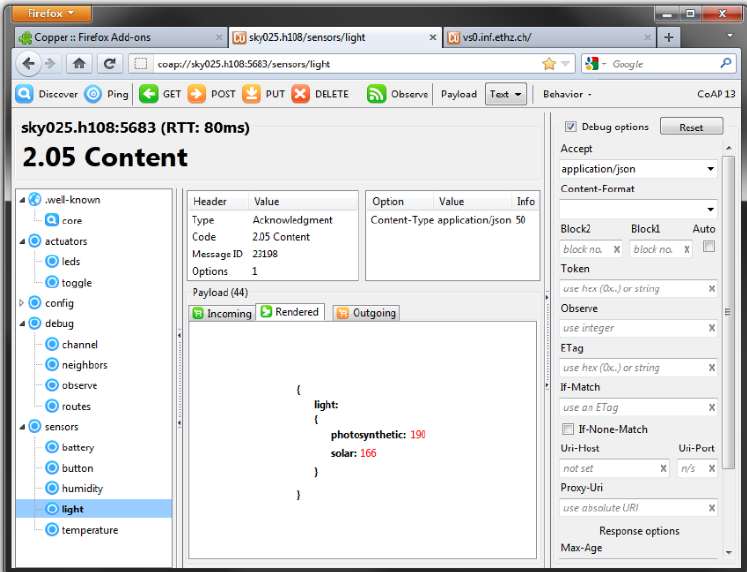 Firefox
Copper :: Firefox Add-ons
sky025.h108/sensors/light
vs0.inf.ethz.ch/
coap://sky025.h108:5683/sensors/light
Google
Discover Ping GET POST PUT DELETE Observe Payload Text Behavior CoAP 13
sky025.h108:5683 (RTT: 80ms)
2.05 Content
.well-known
core
actuators
leds
toggle
config
debug
channel
neighbors
observe
routes
sensors
battery
button
humidity
light
temperature
Header Value
Type Acknowledgment
Code 2.05 Content
Message ID 23198
Options 1
Option Value Info
Content-Type application/json 50
Payload (44)
Incoming Rendered Outgoing
{
light:
{
photosynthetic: 190
solar: 166
}
}
Debug options Reset
Accept
application/json
Content-Format
Block2 Block1 Auto
block no. x block no. x
Token
use hex (0x..) or string x
Observe
use integer
ETag
use hex (0x..) or string x
If-Match
use an ETag x
If-None-Match
Uri-Host Uri-Port
not set x n/s x
Proxy-Uri
use absolute URI x
Response options
Max-Age